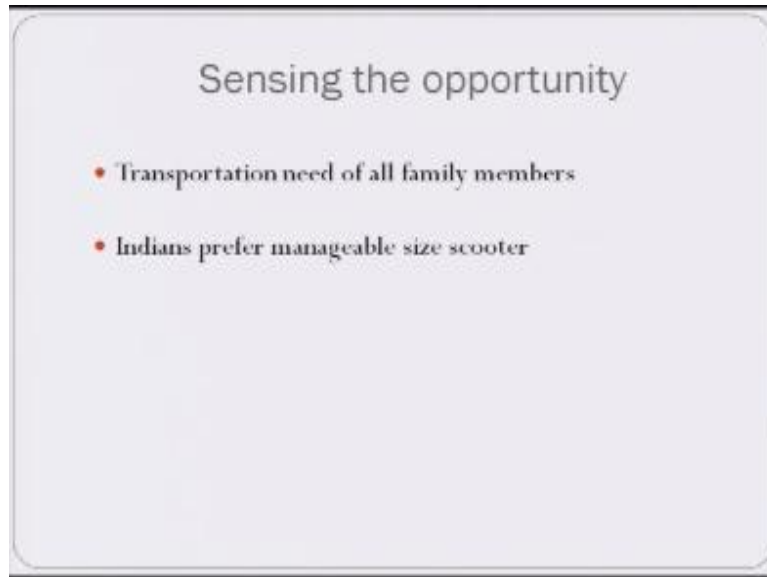 Sensing the opportunity
Transportation need of all family members
Indians prefer manageable size scooter